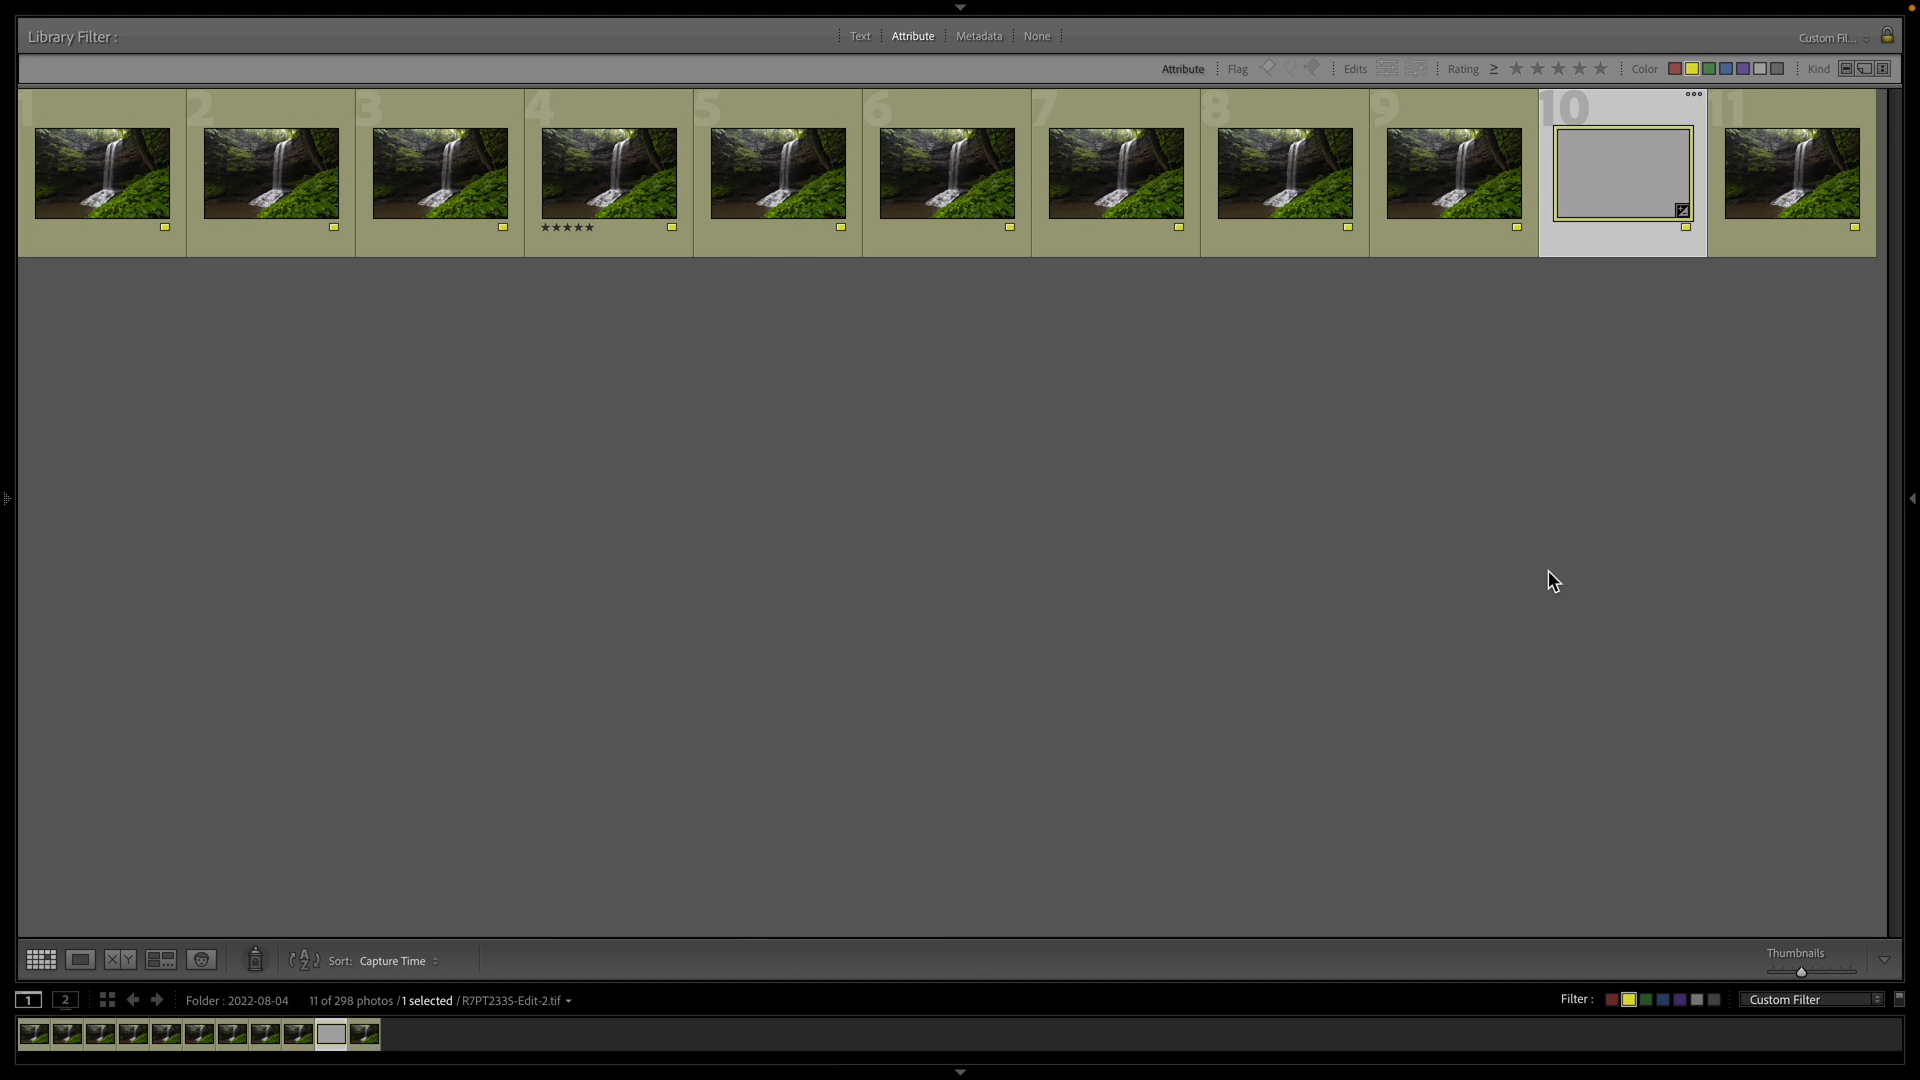 Library Filter :
Text
Attribute
Metadata
None
Custom Fil...
Attribute
Flag
Edits
Rating ≥ ★★★★★
Color
Kind
1
2
3
4
5
6
7
8
9
10
11
★★★★★
X Y
A
Z
Sort: Capture Time
Thumbnails
1
2
Folder : 2022-08-04
11 of 298 photos / 1 selected / R7PT2335-Edit-2.tif
Filter :
Custom Filter